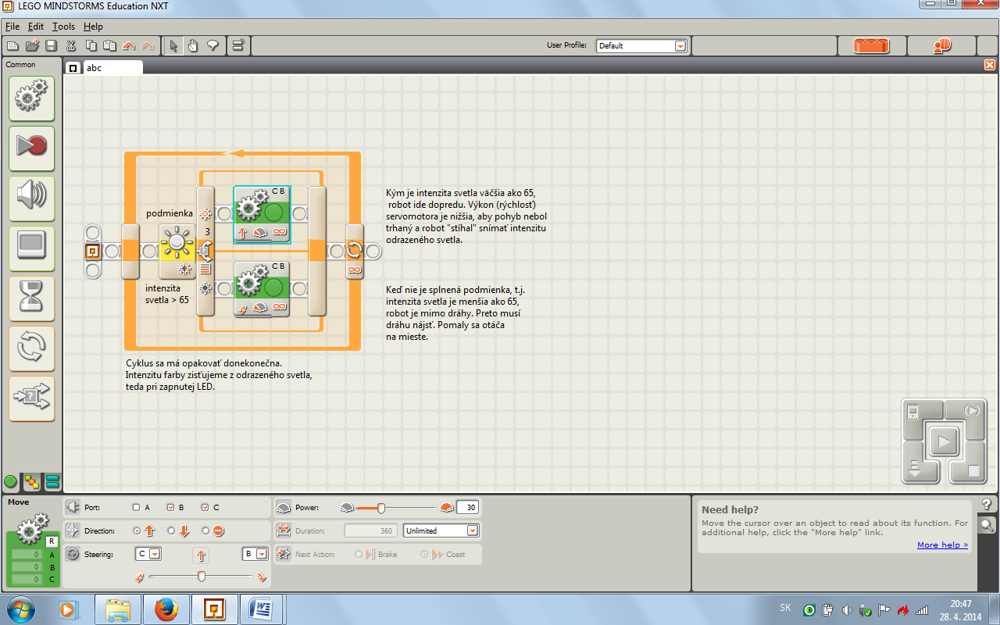 LEGO MINDSTORMS Education NXT
File Edit Tools Help
User Profile: Default
Common
abc
podmienka
C B
3
intenzita
svetla > 65
C B
Kým je intenzita svetla väčšia ako 65,
robot ide dopredu. Výkon (rýchlosť)
servomotora je nižšia, aby pohyb nebol
trhaný a robot "stíhal" snímať intenzitu
odrazeného svetla.
Keď nie je splnená podmienka, t.j.
intenzita svetla je menšia ako 65,
robot je mimo dráhy. Preto musí
dráhu nájsť. Pomaly sa otáča
na mieste.
Cyklus sa má opakovať donekonečna.
Intenzitu farby zisťujeme z odrazeného svetla,
teda pri zapnutej LED.
Move
R
0 A
0 B
0 C
Port: A B C
Direction:
Steering: C B
Power: 30
Duration: 360 Unlimited
Next Action: Brake Coast
Need help?
Move the cursor over an object to read about its function. For
additional help, click the "More help" link.
More help »
SK
20:47
28. 4. 2014